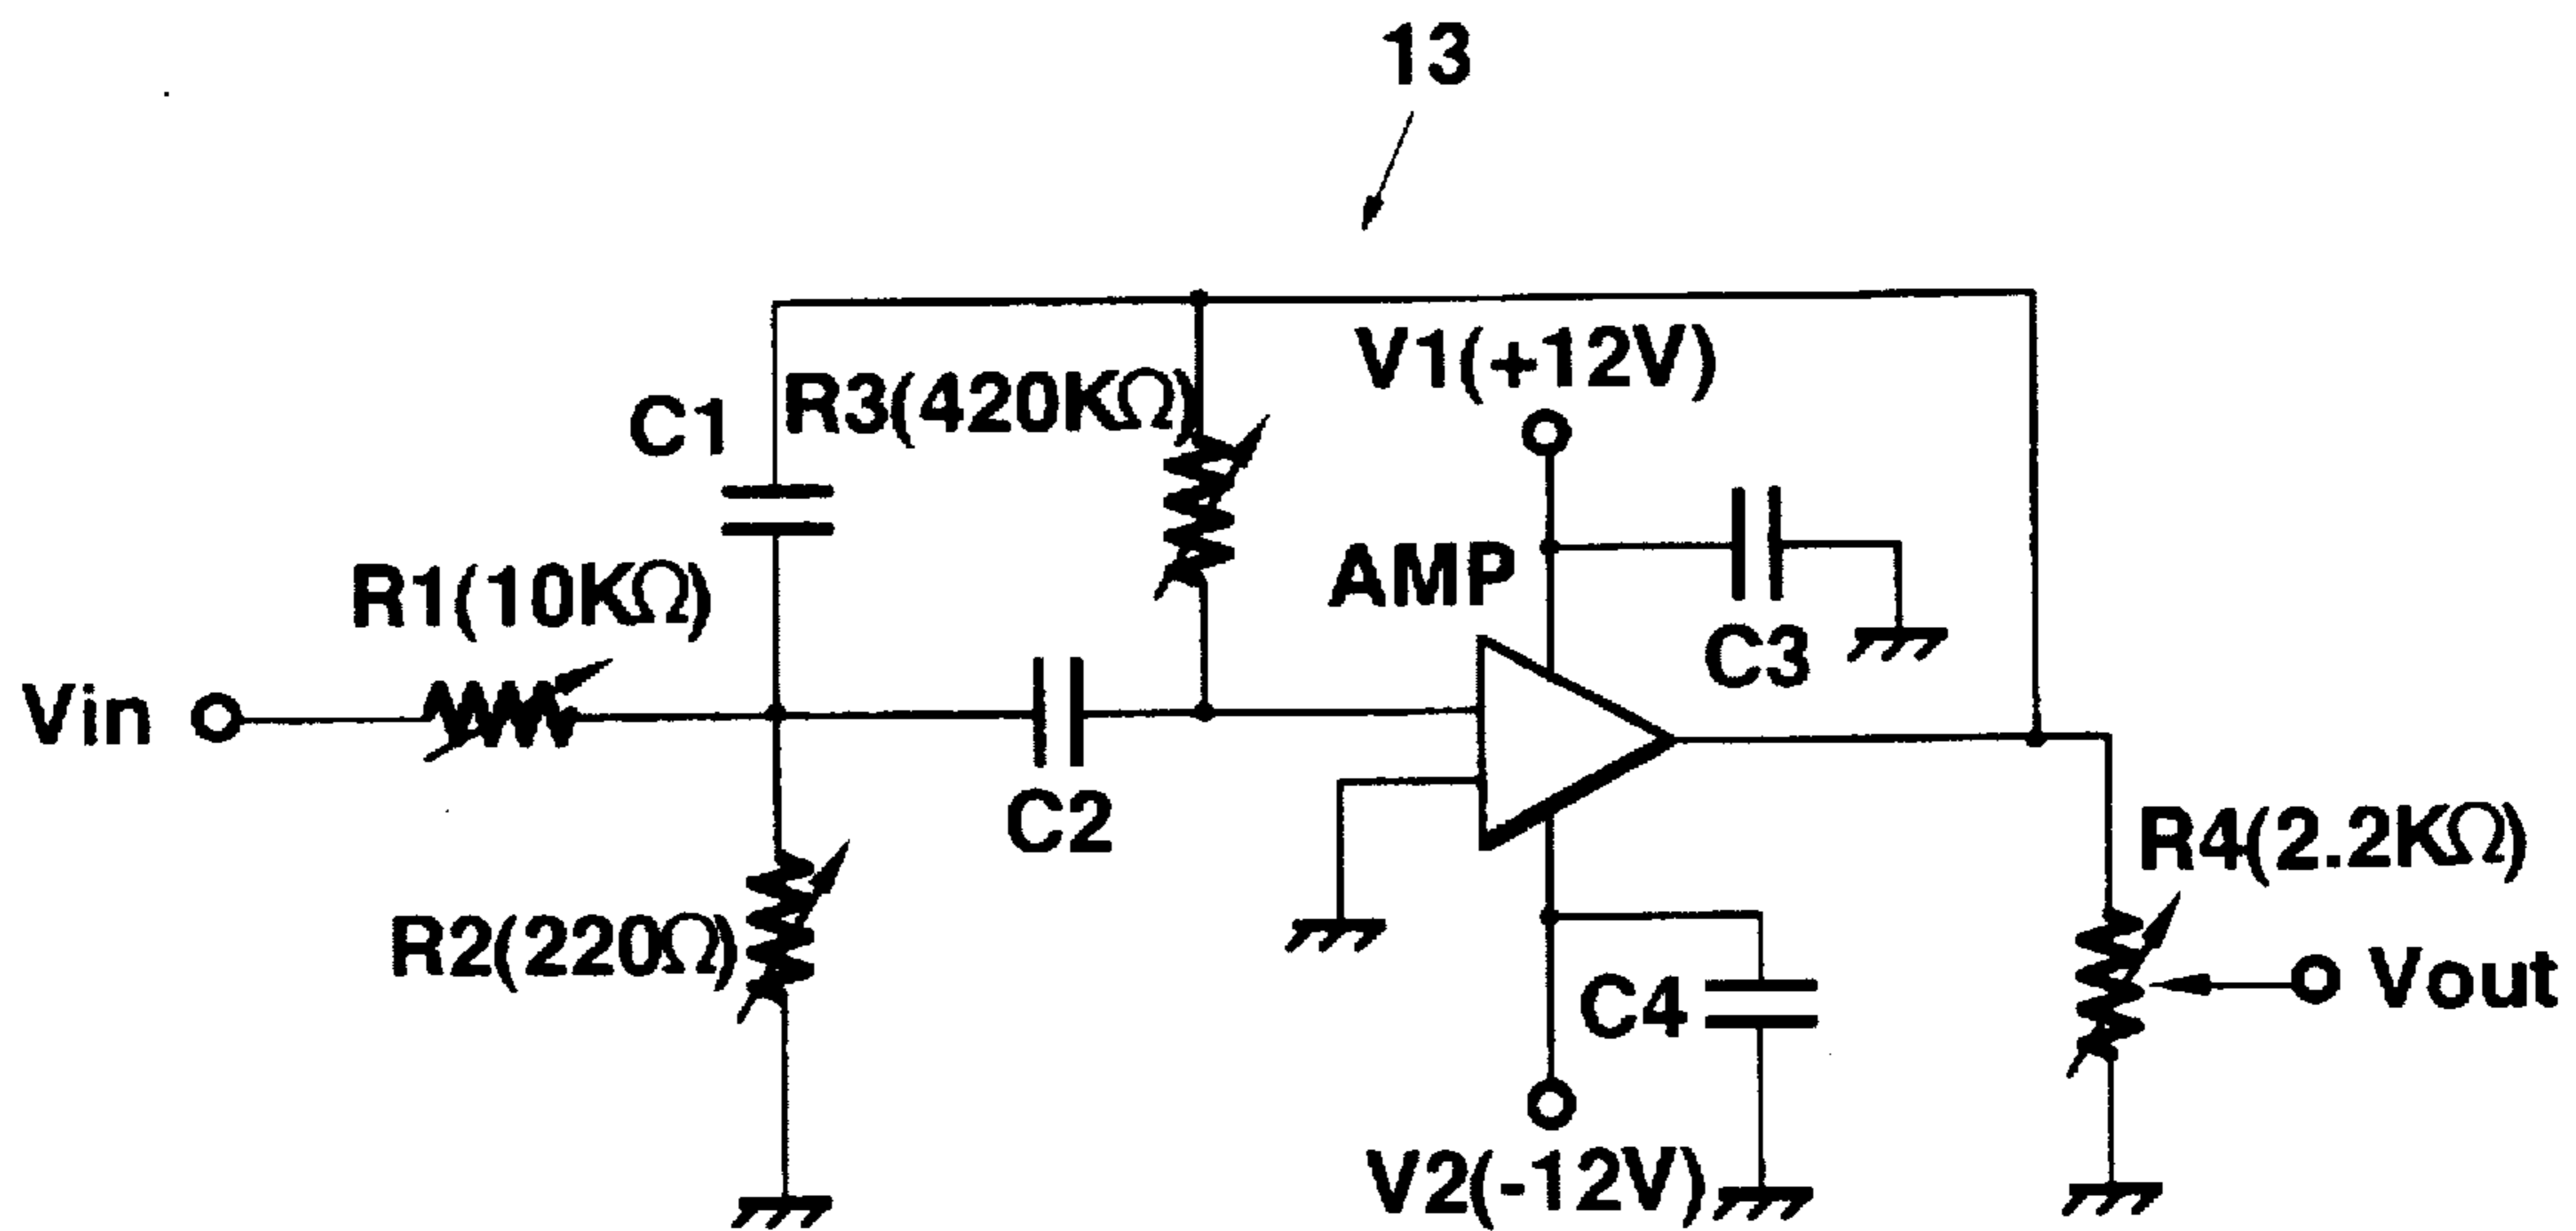 13
V1(+12V)
R3(420KΩ)
C1
AMP
R1(10KΩ)
C3
Vin
C2
R4(2.2KΩ)
R2(220Ω)
Vout
C4
V2(-12V)